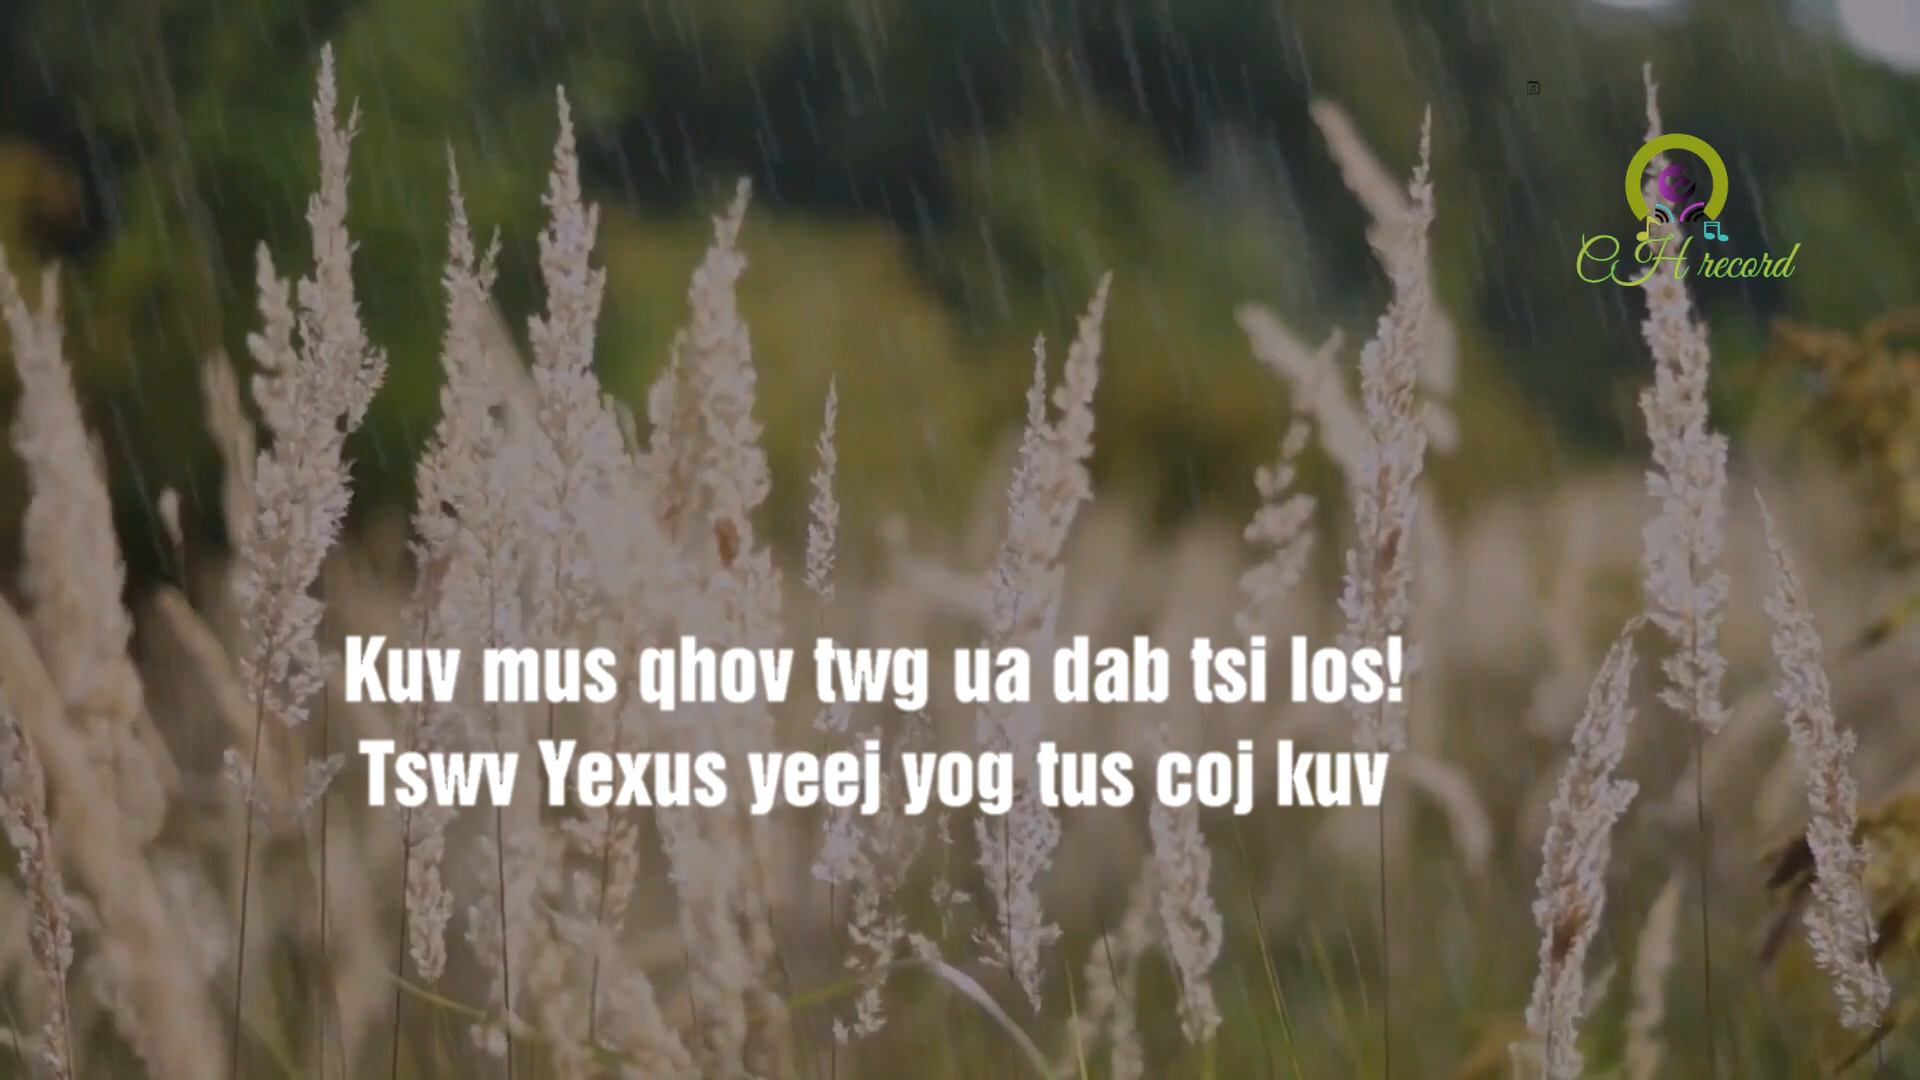 CH record
Kuv mus qhov twg ua dab tsi los!
Tswv Yexus yeej yog tus coj kuv